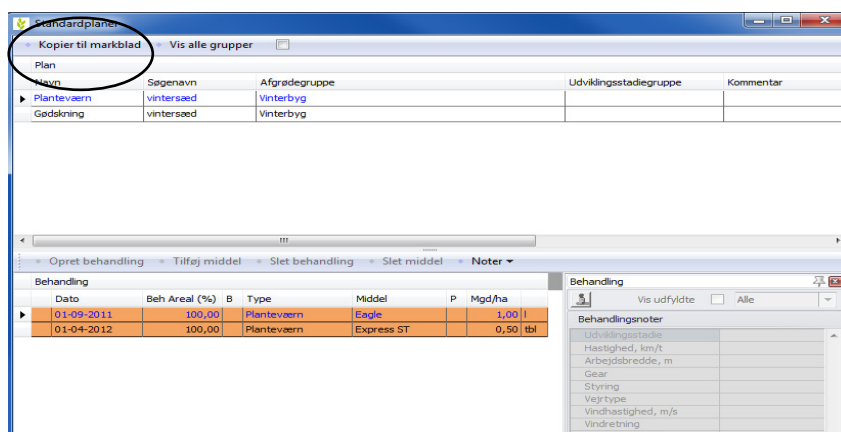 Standardplaner
Kopier til markblad Vis alle grupper
Plan
Navn Søgenavn Afgrødegruppe Udviklingsstadiegruppe Kommentar
Planteværn vintersæd Vinterbyg
Gødskning vintersæd Vinterbyg
Opret behandling Tilføj middel Slet behandling Slet middel Noter
Behandling
Dato Beh Areal (%) B Type Middel P Mgd/ha
01-09-2011 100,00 Planteværn Eagle 1,00 l
01-04-2012 100,00 Planteværn Express ST 0,50 tbl
Behandling
Vis udfyldte Alle
Behandlingsnoter
Udviklingsstadie
Hastighed, km/t
Arbejdsbredde, m
Gear
Styring
Vejrtype
Vindhastighed, m/s
Vindretning